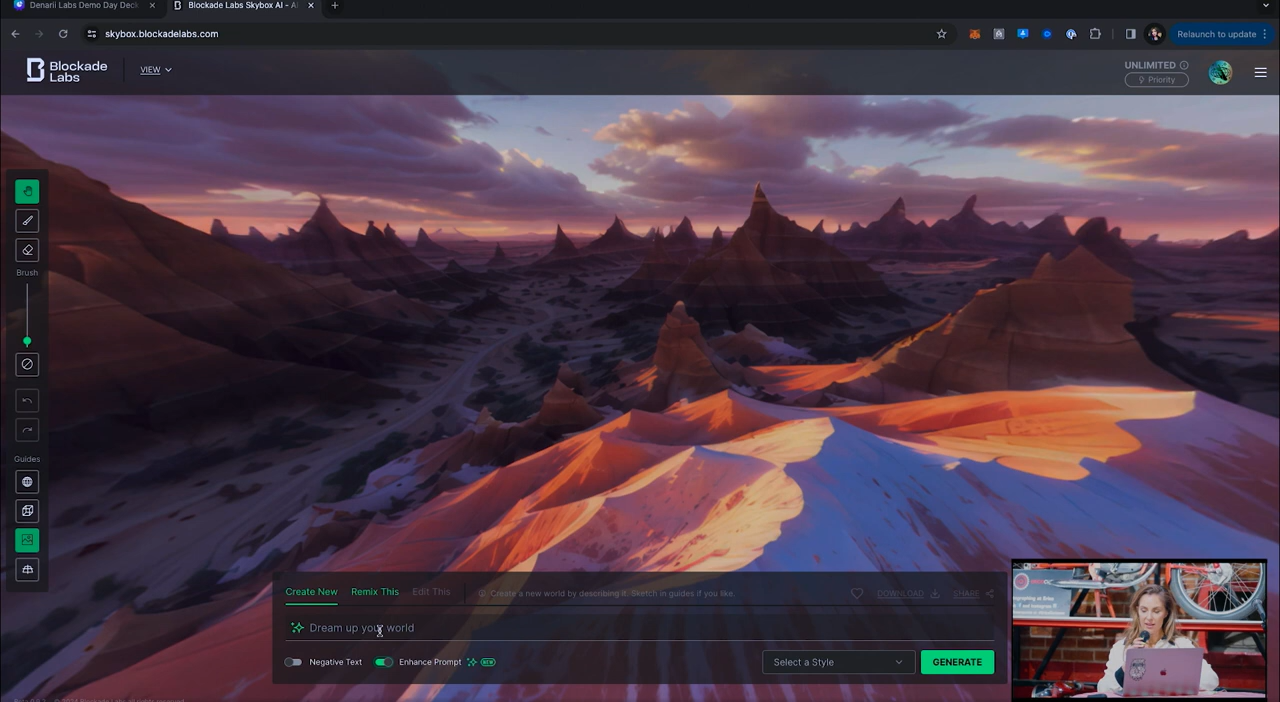 Denarii Labs Demo Day Deck
Blockade Labs Skybox AI - AI
skybox.blockadelabs.com
Relaunch to update
Blockade
Labs
VIEW
UNLIMITED
Priority
Brush
Guides
Create New
Remix This
Edit This
Create a new world by describing it. Sketch in guides if you like.
DOWNLOAD
SHARE
Dream up your world
Negative Text
Enhance Prompt
NEW
Select a Style
GENERATE